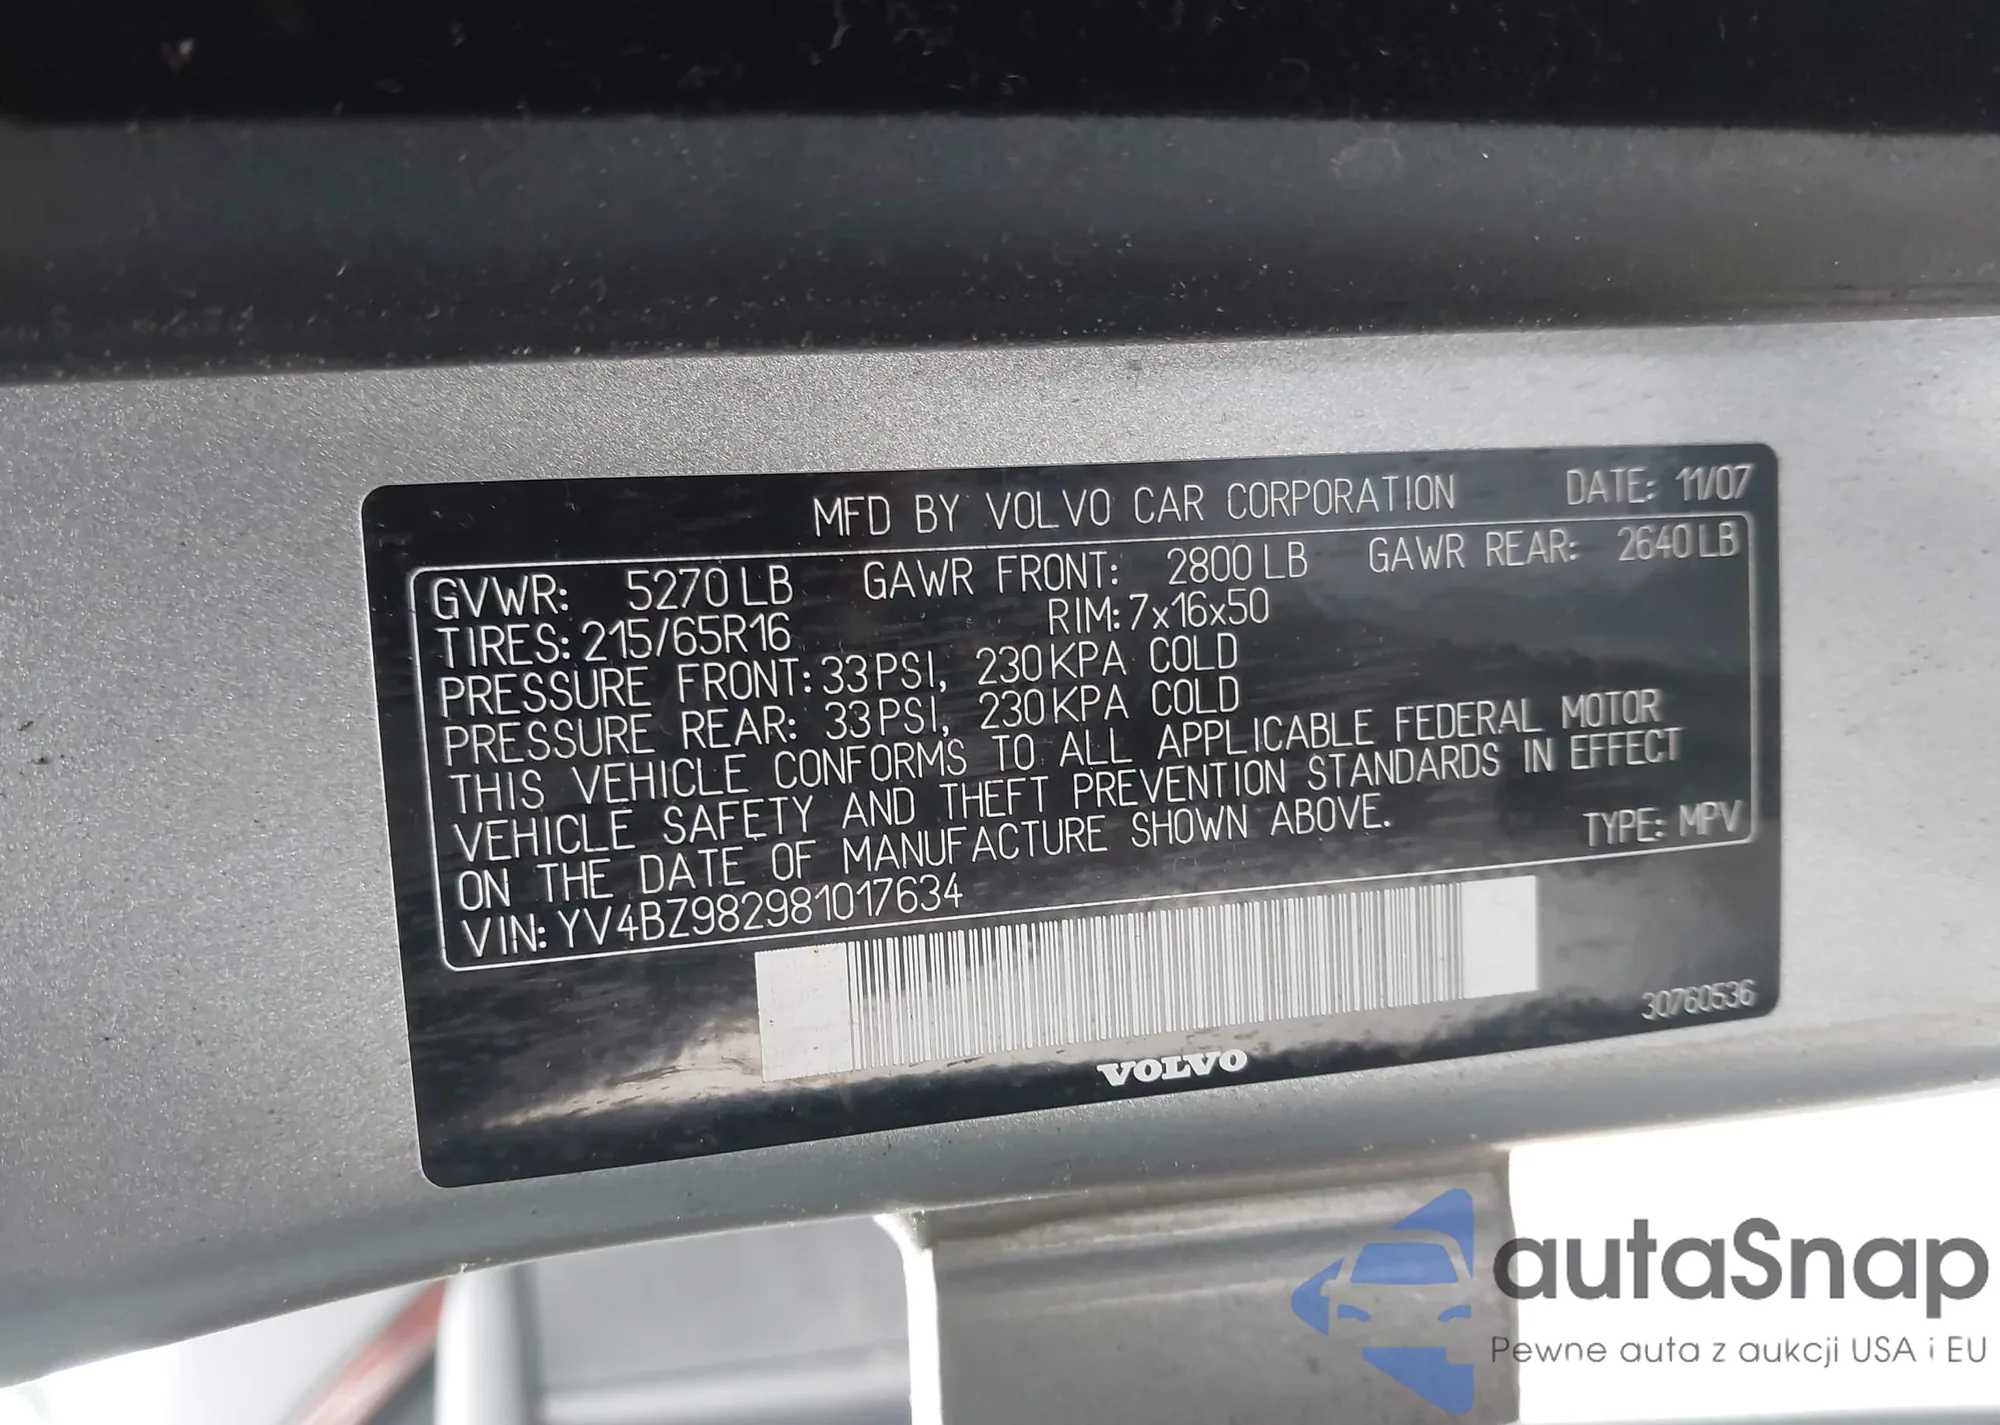 MFD BY VOLVO CAR CORPORATION DATE: 11/07
GVWR: 5270 LB GAWR FRONT: 2800 LB GAWR REAR: 2640 LB
TIRES: 215/65R16 RIM: 7x16x50
PRESSURE FRONT: 33 PSI, 230 KPA COLD
PRESSURE REAR: 33 PSI, 230 KPA COLD
THIS VEHICLE CONFORMS TO ALL APPLICABLE FEDERAL MOTOR
VEHICLE SAFETY AND THEFT PREVENTION STANDARDS IN EFFECT
ON THE DATE OF MANUFACTURE SHOWN ABOVE. TYPE: MPV
VIN: YV4BZ982981017634
30760536
VOLVO
autaSnap
Pewne auta z aukcji USA i EU